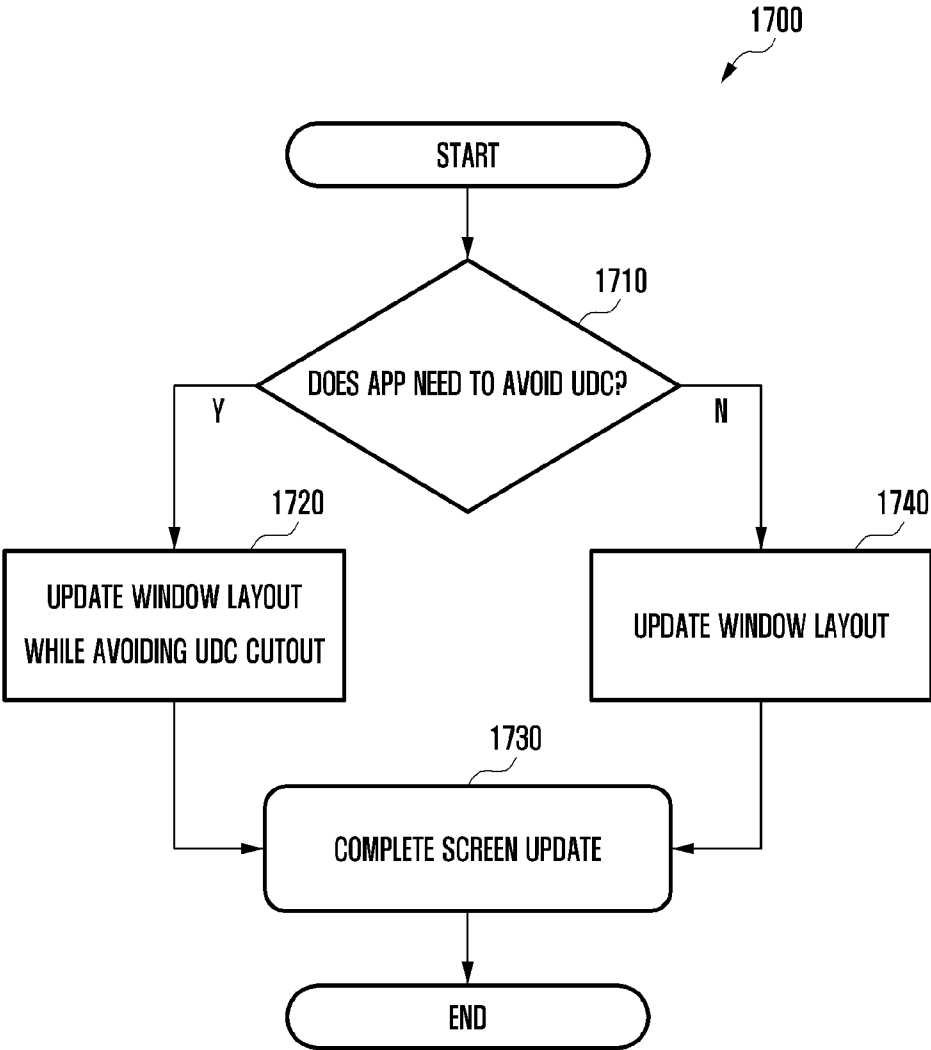 1700
START
1710
DOES APP NEED TO AVOID UDC?
Y
N
1720
1740
UPDATE WINDOW LAYOUT
WHILE AVOIDING UDC CUTOUT
UPDATE WINDOW LAYOUT
1730
COMPLETE SCREEN UPDATE
END